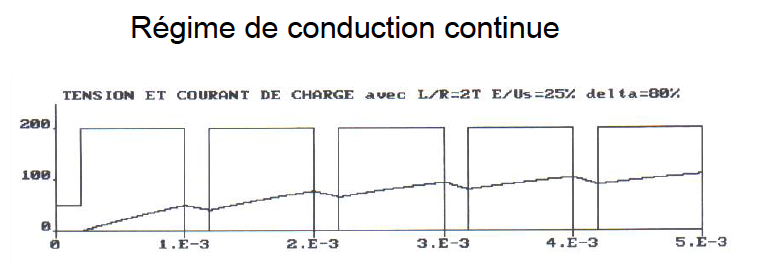 Régime de conduction continue
TENSION ET COURANT DE CHARGE avec L/R=2T E/Us=25% delta=80%
200
100
0
0 1.E-3 2.E-3 3.E-3 4.E-3 5.E-3